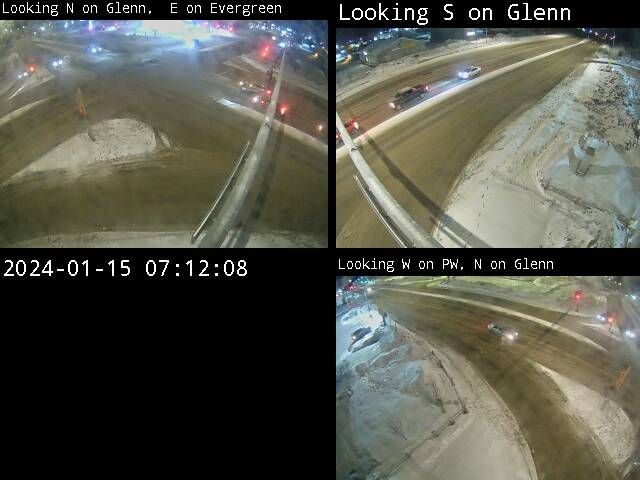 Looking N on Glenn, E on Evergreen
Looking S on Glenn
2024-01-15 07:12:08
Looking W on PW, N on Glenn